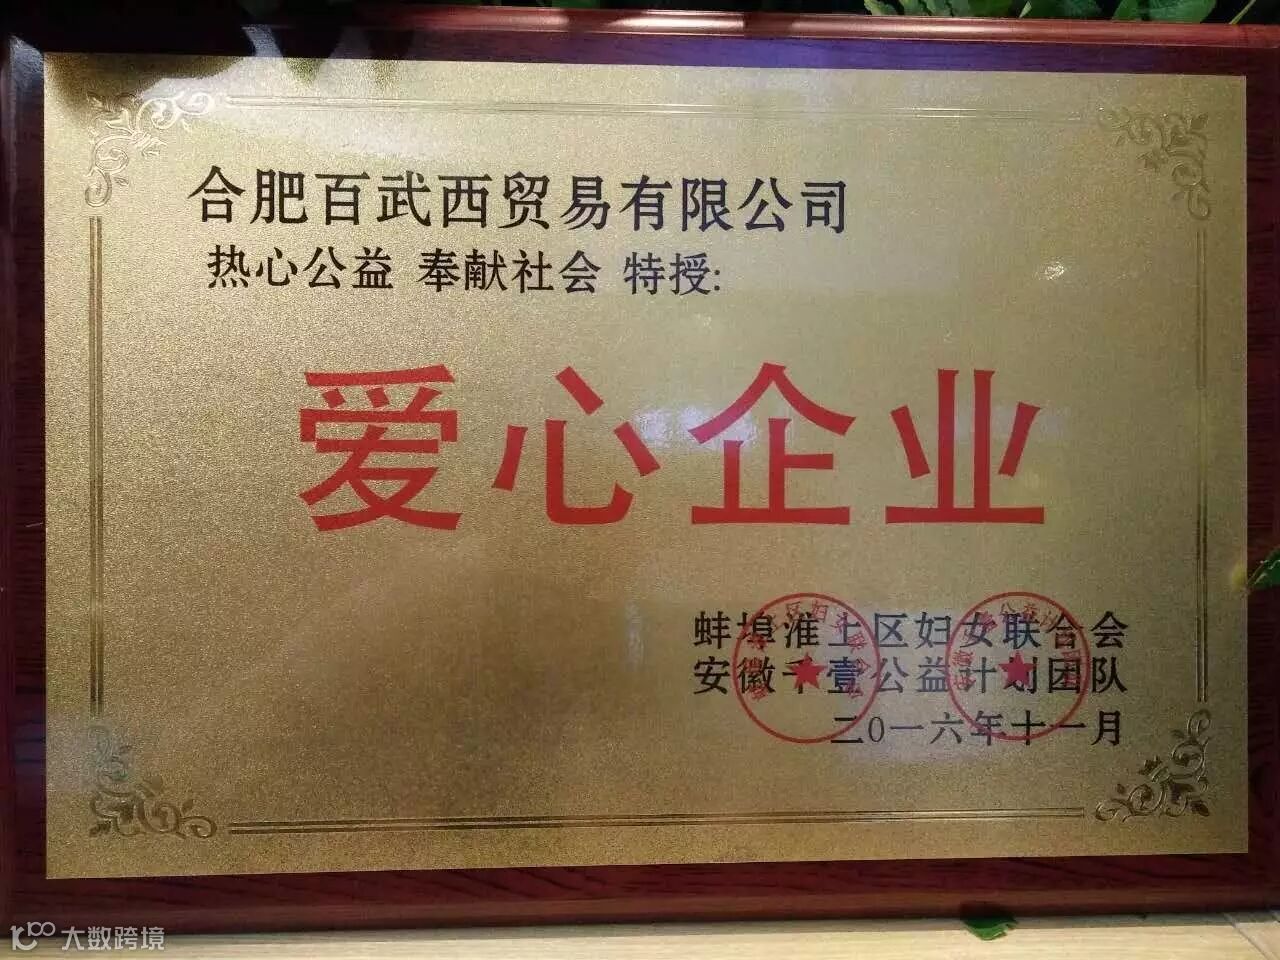 合肥百武西贸易有限公司
热心公益 奉献社会 特授:
爱心企业
蚌埠淮上区妇女联合会
安徽千壹公益计划团队
二0一六年十一月
大数跨境